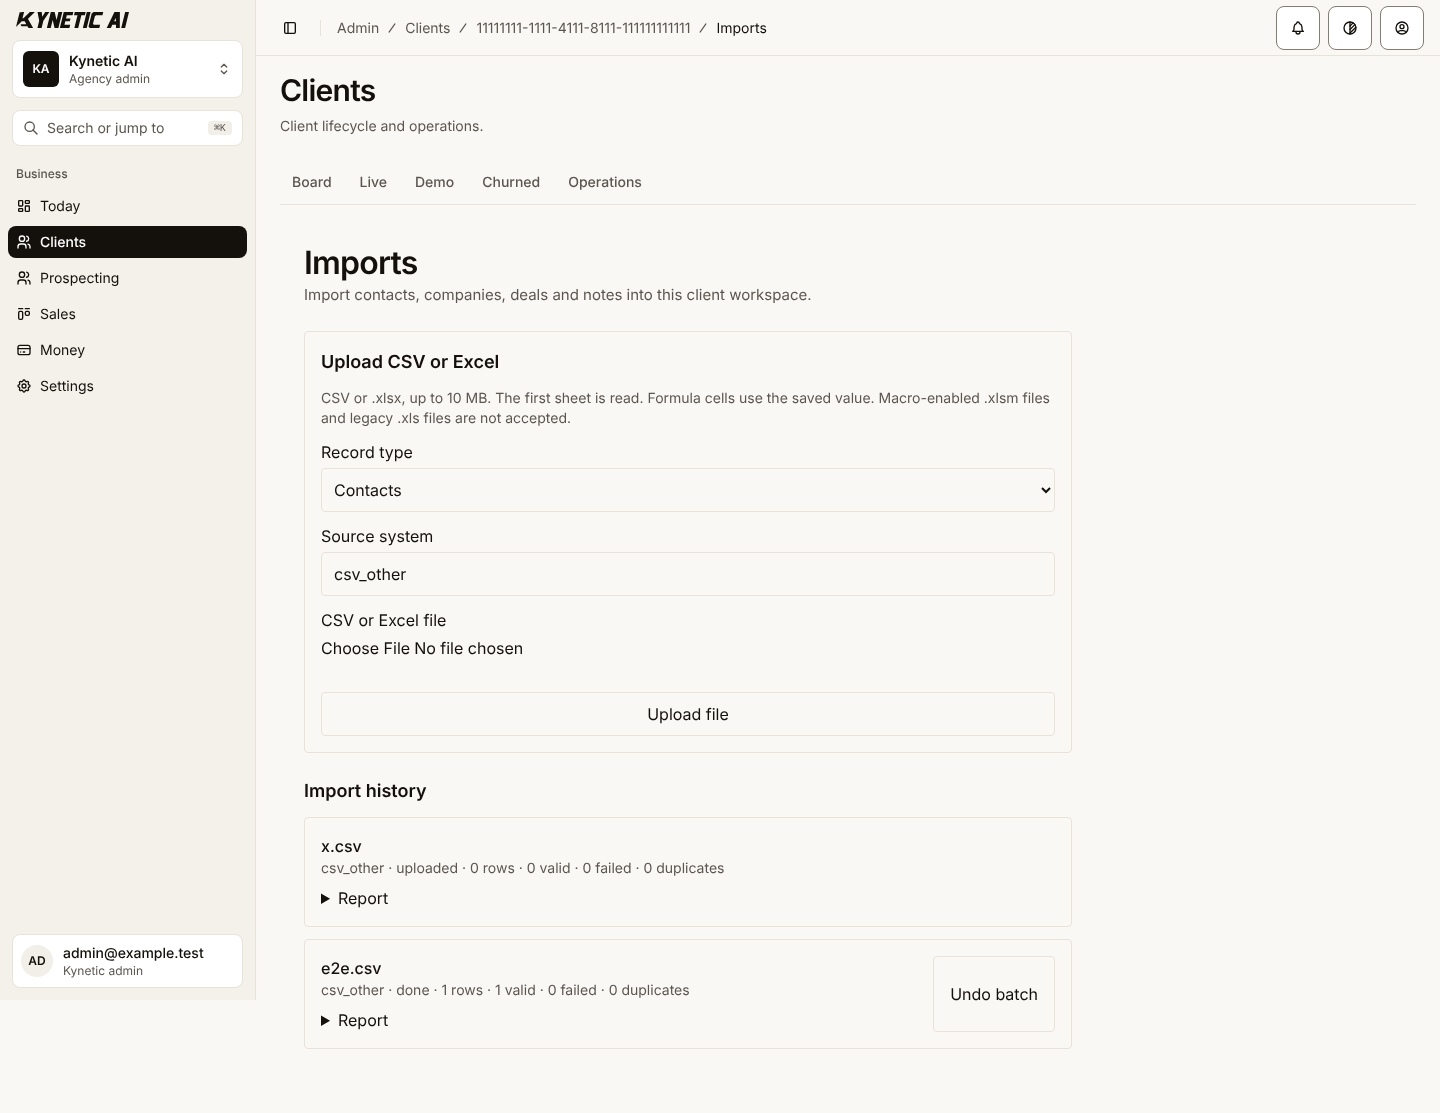 KYNETIC AI
KA
Kynetic AI
Agency admin
Search or jump to
⌘K
Business
Today
Clients
Prospecting
Sales
Money
Settings
AD
admin@example.test
Kynetic admin
Admin / Clients / 11111111-1111-4111-8111-111111111111 / Imports
Clients
Client lifecycle and operations.
Board Live Demo Churned Operations
Imports
Import contacts, companies, deals and notes into this client workspace.
Upload CSV or Excel
CSV or .xlsx, up to 10 MB. The first sheet is read. Formula cells use the saved value. Macro-enabled .xlsm files
and legacy .xls files are not accepted.
Record type
Contacts
Source system
csv_other
CSV or Excel file
Choose File No file chosen
Upload file
Import history
x.csv
csv_other · uploaded · 0 rows · 0 valid · 0 failed · 0 duplicates
Report
e2e.csv
csv_other · done · 1 rows · 1 valid · 0 failed · 0 duplicates
Report
Undo batch